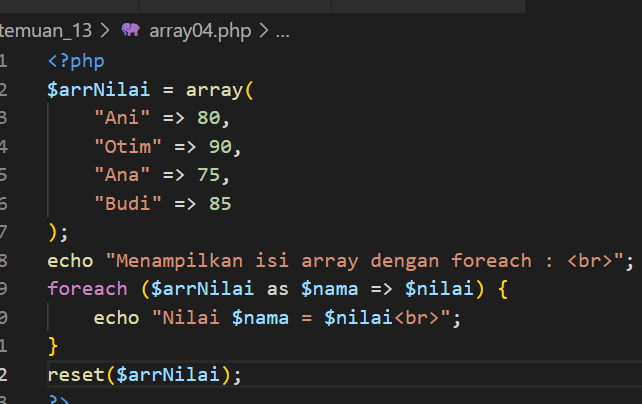 temuan_13 > array04.php > ...
1 <?php
2 $arrNilai = array(
3     "Ani" => 80,
4     "Otim" => 90,
5     "Ana" => 75,
6     "Budi" => 85
7 );
8 echo "Menampilkan isi array dengan foreach : <br>";
9 foreach ($arrNilai as $nama => $nilai) {
0     echo "Nilai $nama = $nilai<br>";
1 }
2 reset($arrNilai);
3 ?>